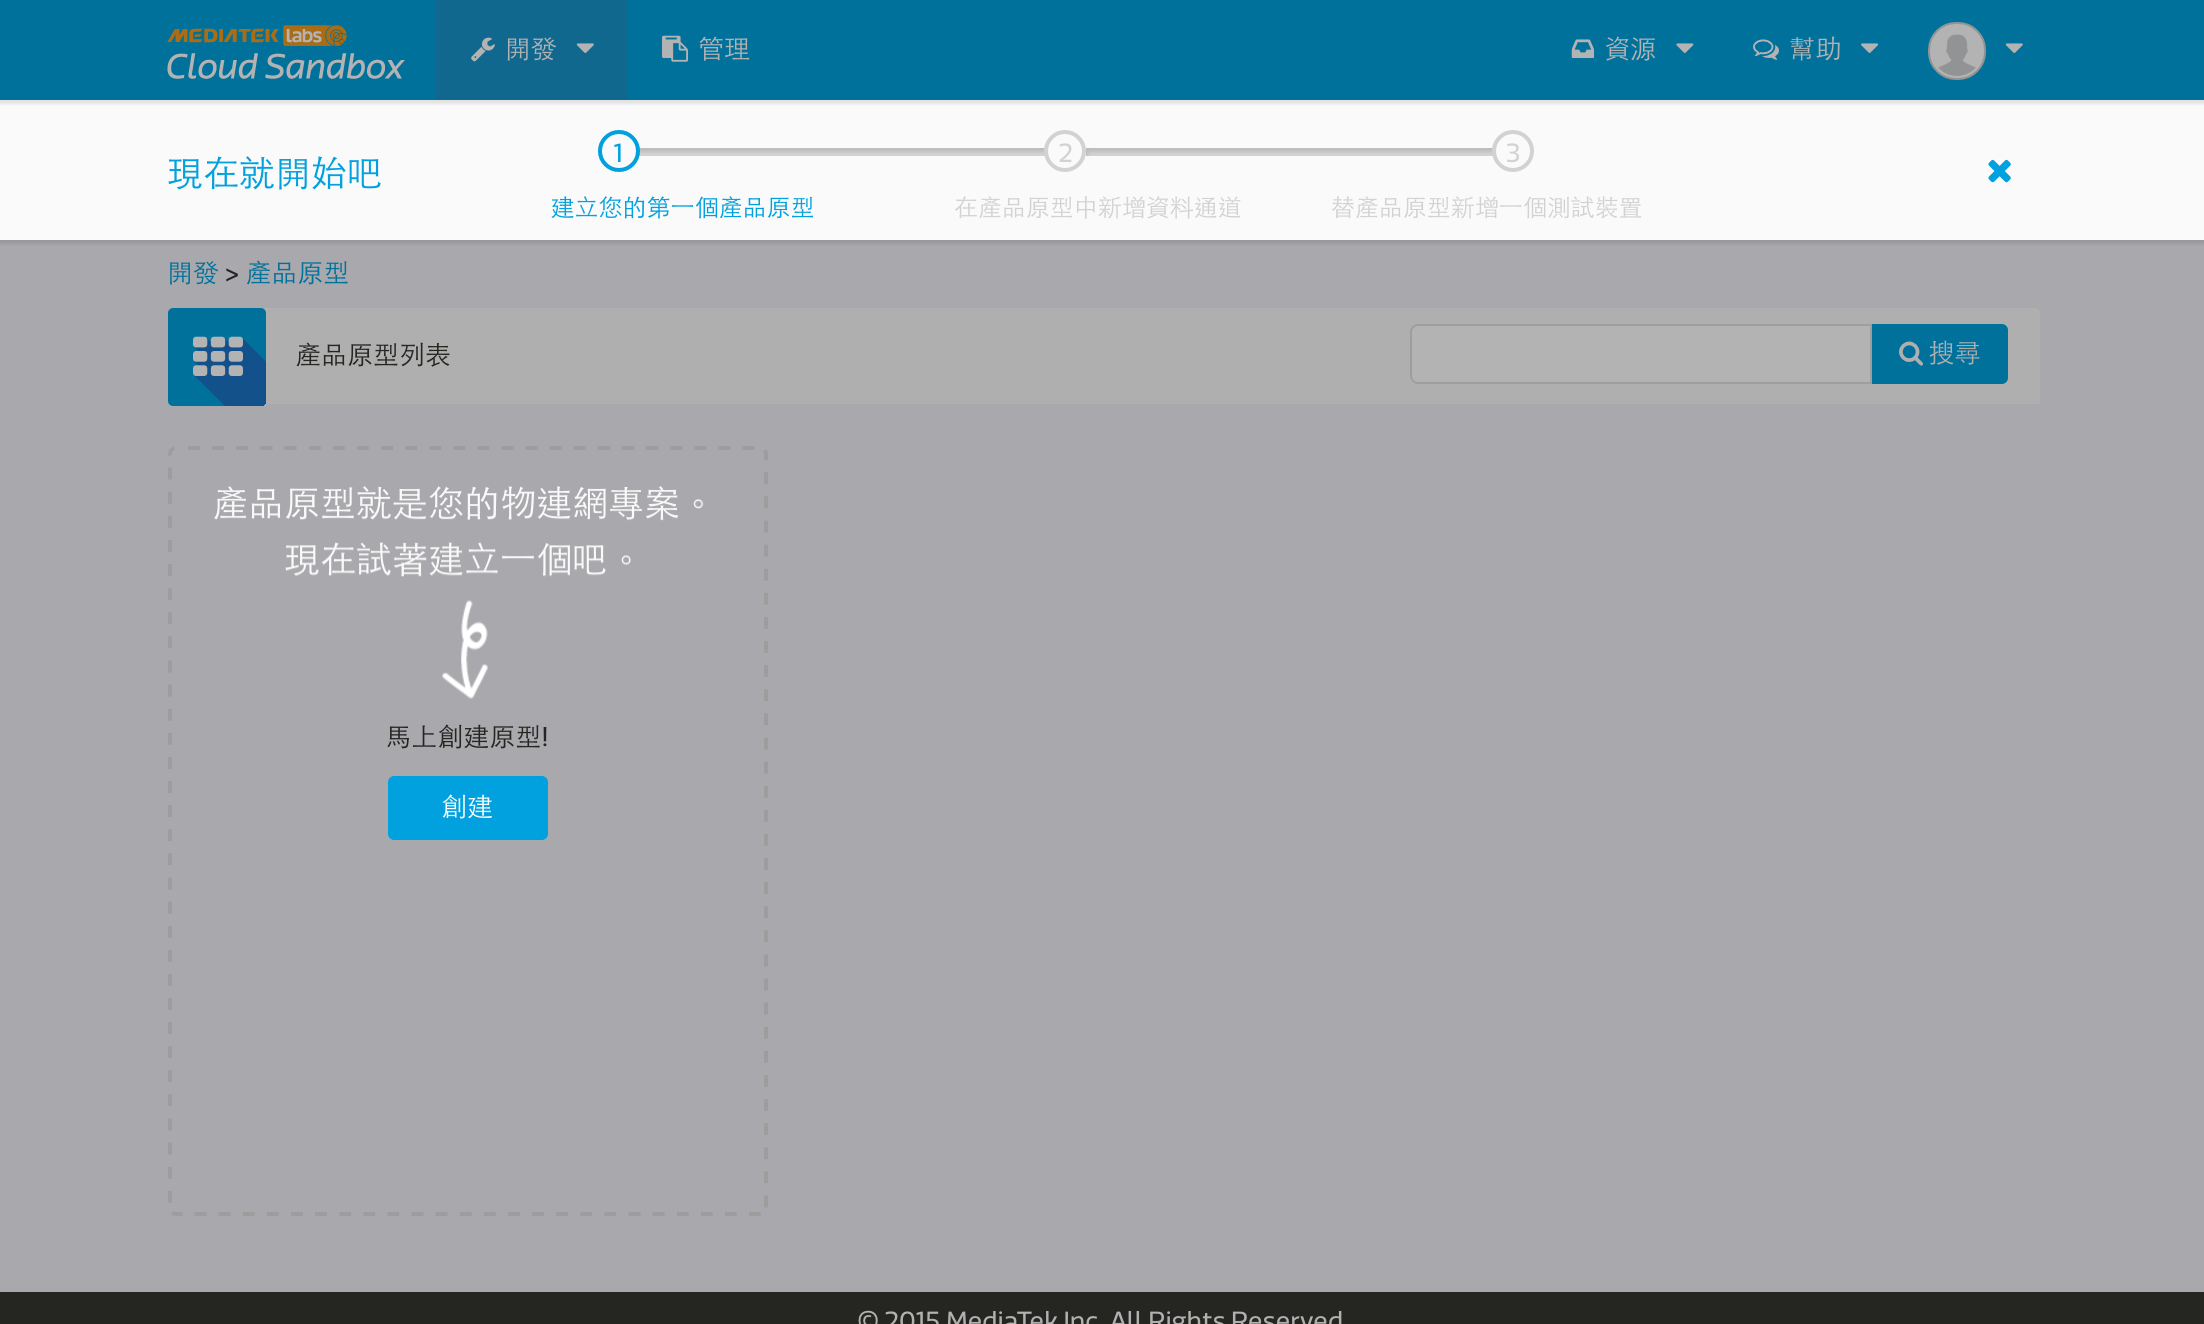 MEDIATEK labs
Cloud Sandbox
開發
管理
資源
幫助
現在就開始吧
1
2
3
建立您的第一個產品原型
在產品原型中新增資料通道
替產品原型新增一個測試裝置
開發 > 產品原型
產品原型列表
搜尋
產品原型就是您的物連網專案。
現在試著建立一個吧。
馬上創建原型!
創建
© 2015 MediaTek Inc. All Rights Reserved